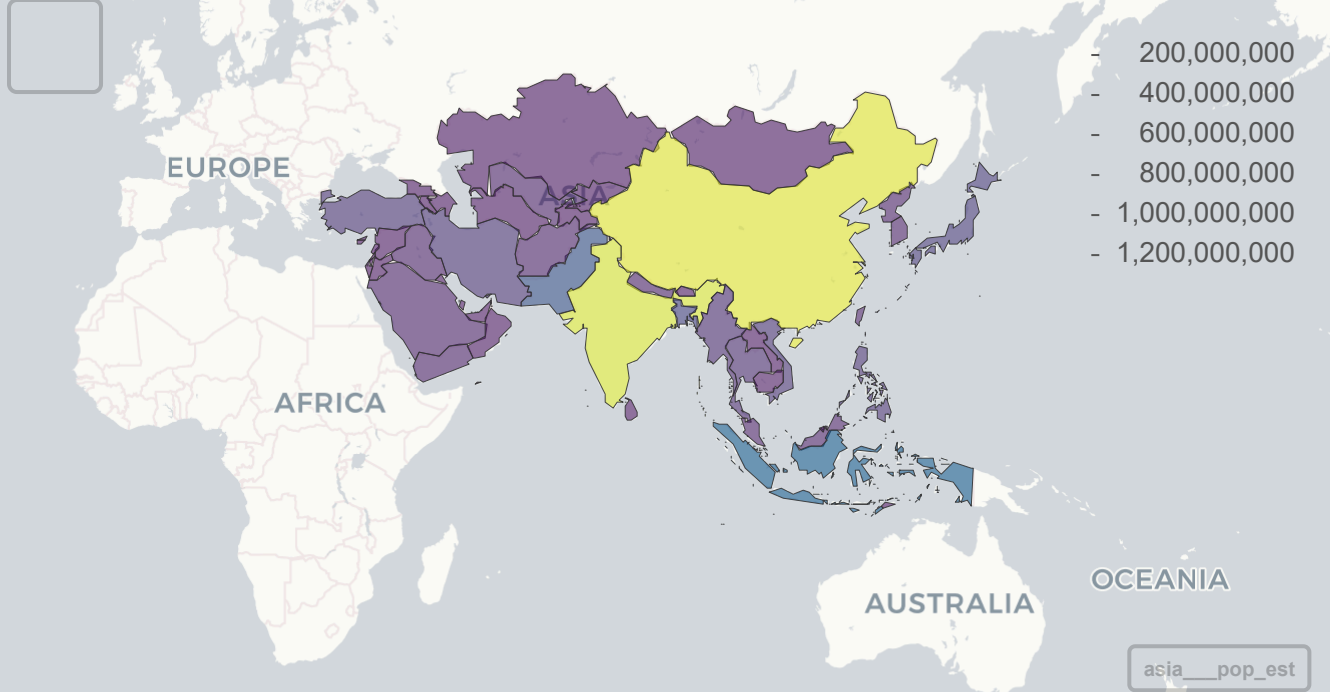 - 200,000,000
- 400,000,000
- 600,000,000
- 800,000,000
- 1,000,000,000
- 1,200,000,000
EUROPE
ASIA
AFRICA
OCEANIA
AUSTRALIA
asia___pop_est